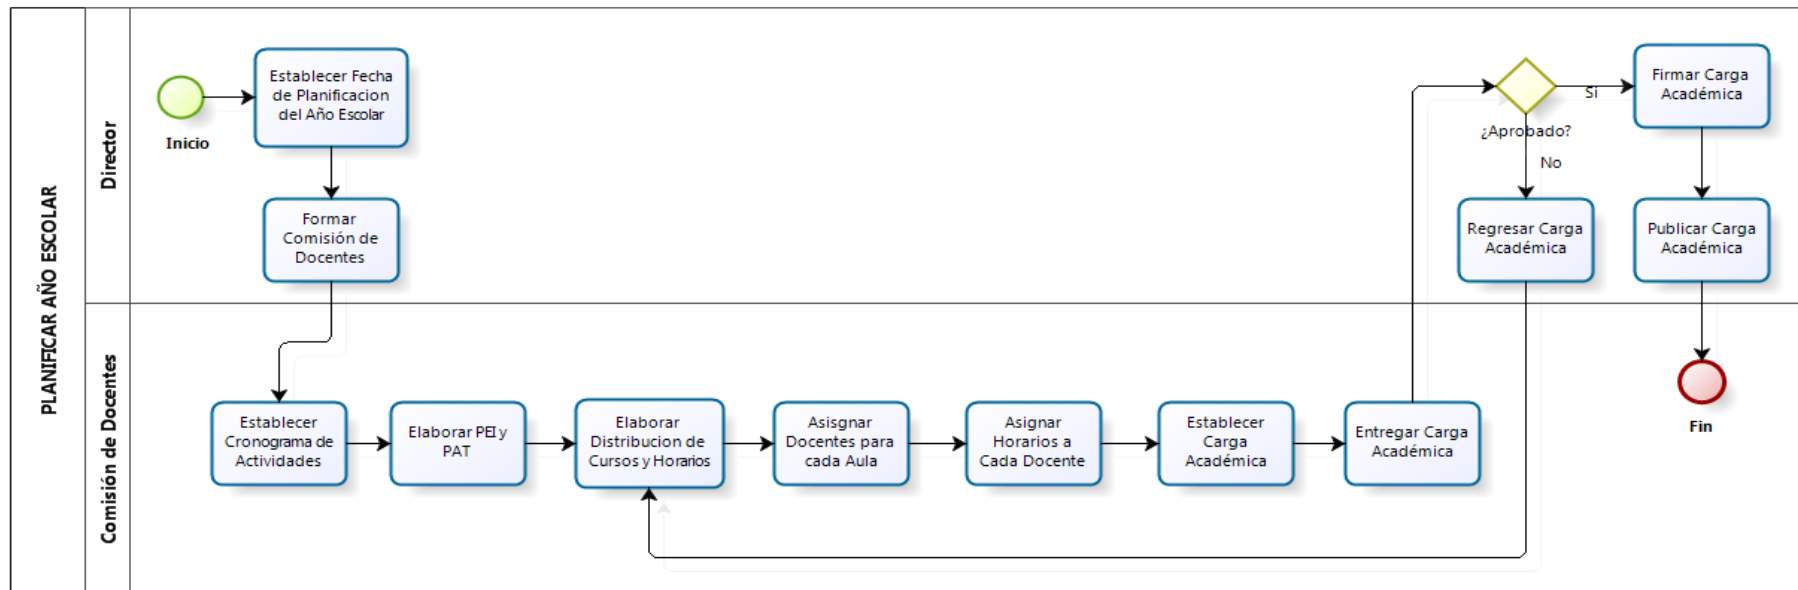 PLANIFICAR AÑO ESCOLAR
Director
Inicio
Establecer Fecha
de Planificacion
del Año Escolar
Formar
Comisión de
Docentes
¿Aprobado?
Si
No
Firmar Carga
Académica
Regresar Carga
Académica
Publicar Carga
Académica
Comisión de Docentes
Establecer
Cronograma de
Actividades
Elaborar PEI y
PAT
Elaborar
Distribucion de
Cursos y Horarios
Asisgnar
Docentes para
cada Aula
Asignar
Horarios a
Cada Docente
Establecer
Carga
Académica
Entregar Carga
Académica
Fin